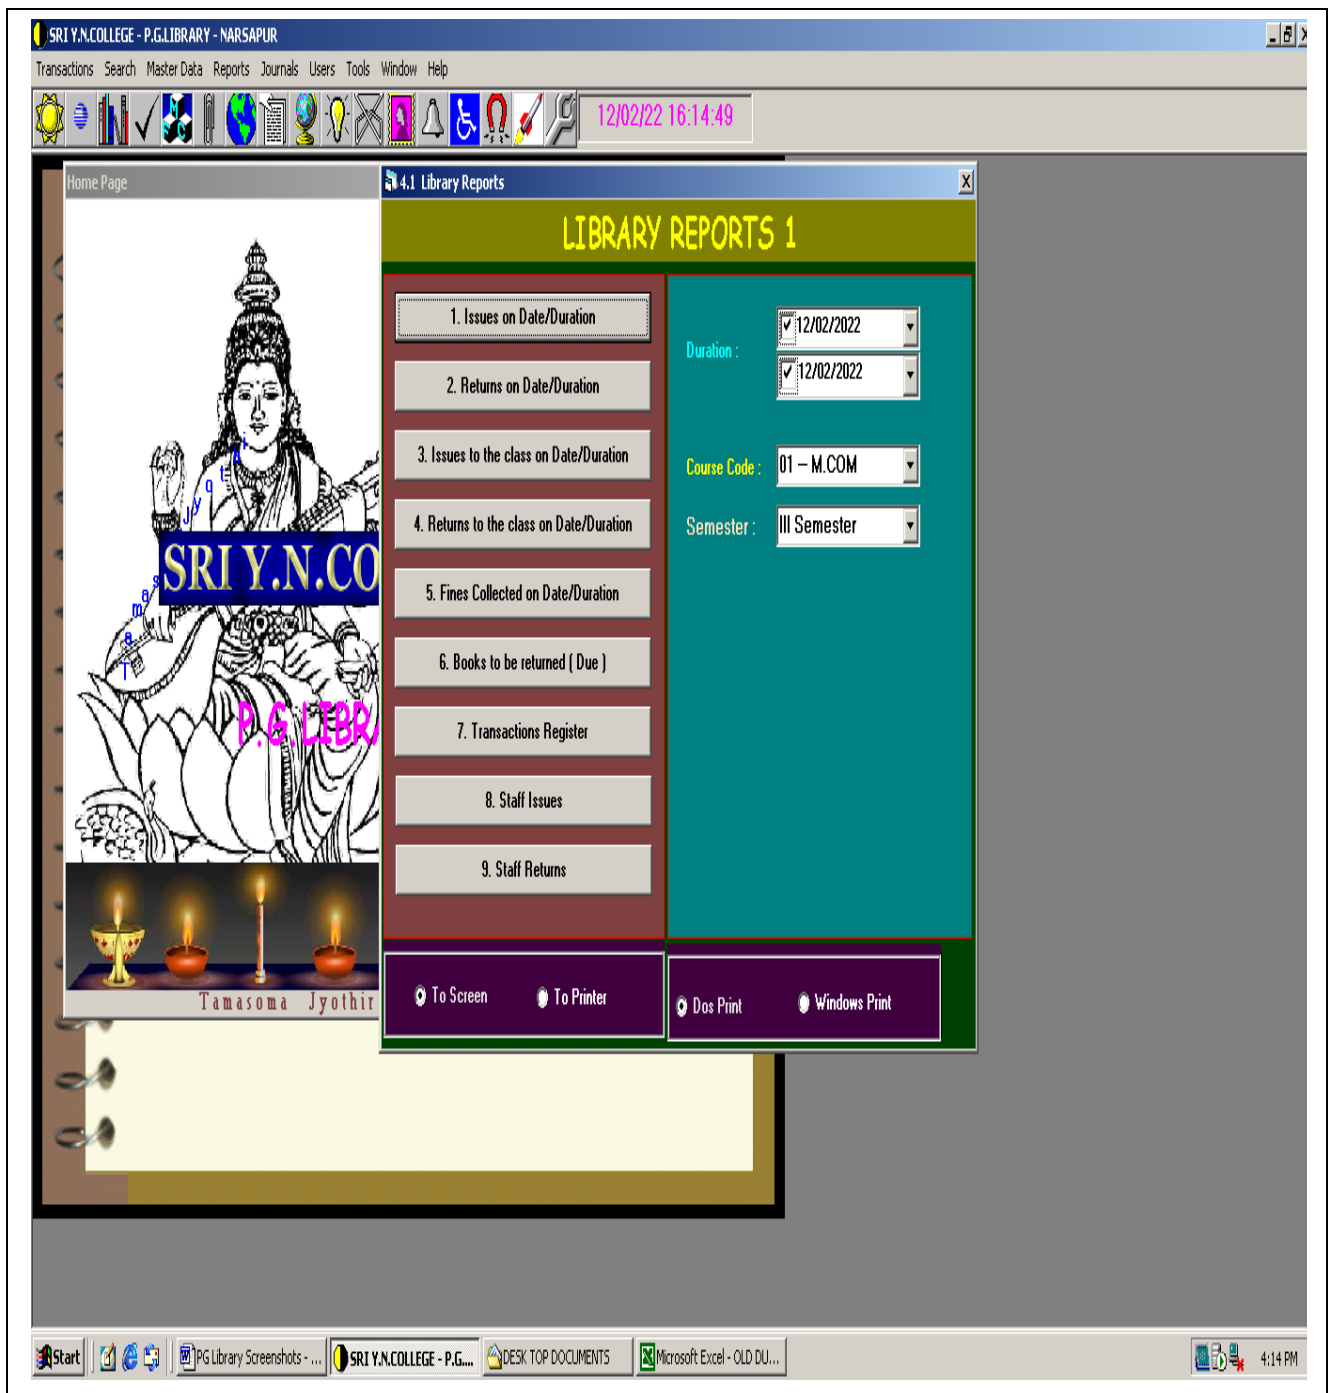 SRI Y.N.COLLEGE - P.G.LIBRARY - NARSAPUR
Transactions Search Master Data Reports Journals Users Tools Window Help
12/02/22 16:14:49
Home Page
4.1 Library Reports
LIBRARY REPORTS 1
1. Issues on Date/Duration
2. Returns on Date/Duration
3. Issues to the class on Date/Duration
4. Returns to the class on Date/Duration
5. Fines Collected on Date/Duration
6. Books to be returned ( Due )
7. Transactions Register
8. Staff Issues
9. Staff Returns
Duration :
12/02/2022
12/02/2022
Course Code : 01 – M.COM
Semester : III Semester
To Screen To Printer
Dos Print Windows Print
Tamaso Jyothi
SRI Y.N.CO
P.G.LIBRA
Tamasoma Jyothir
Start
PG Library Screenshots - ...
SRI Y.N.COLLEGE - P.G....
DESK TOP DOCUMENTS
Microsoft Excel - OLD DU...
4:14 PM